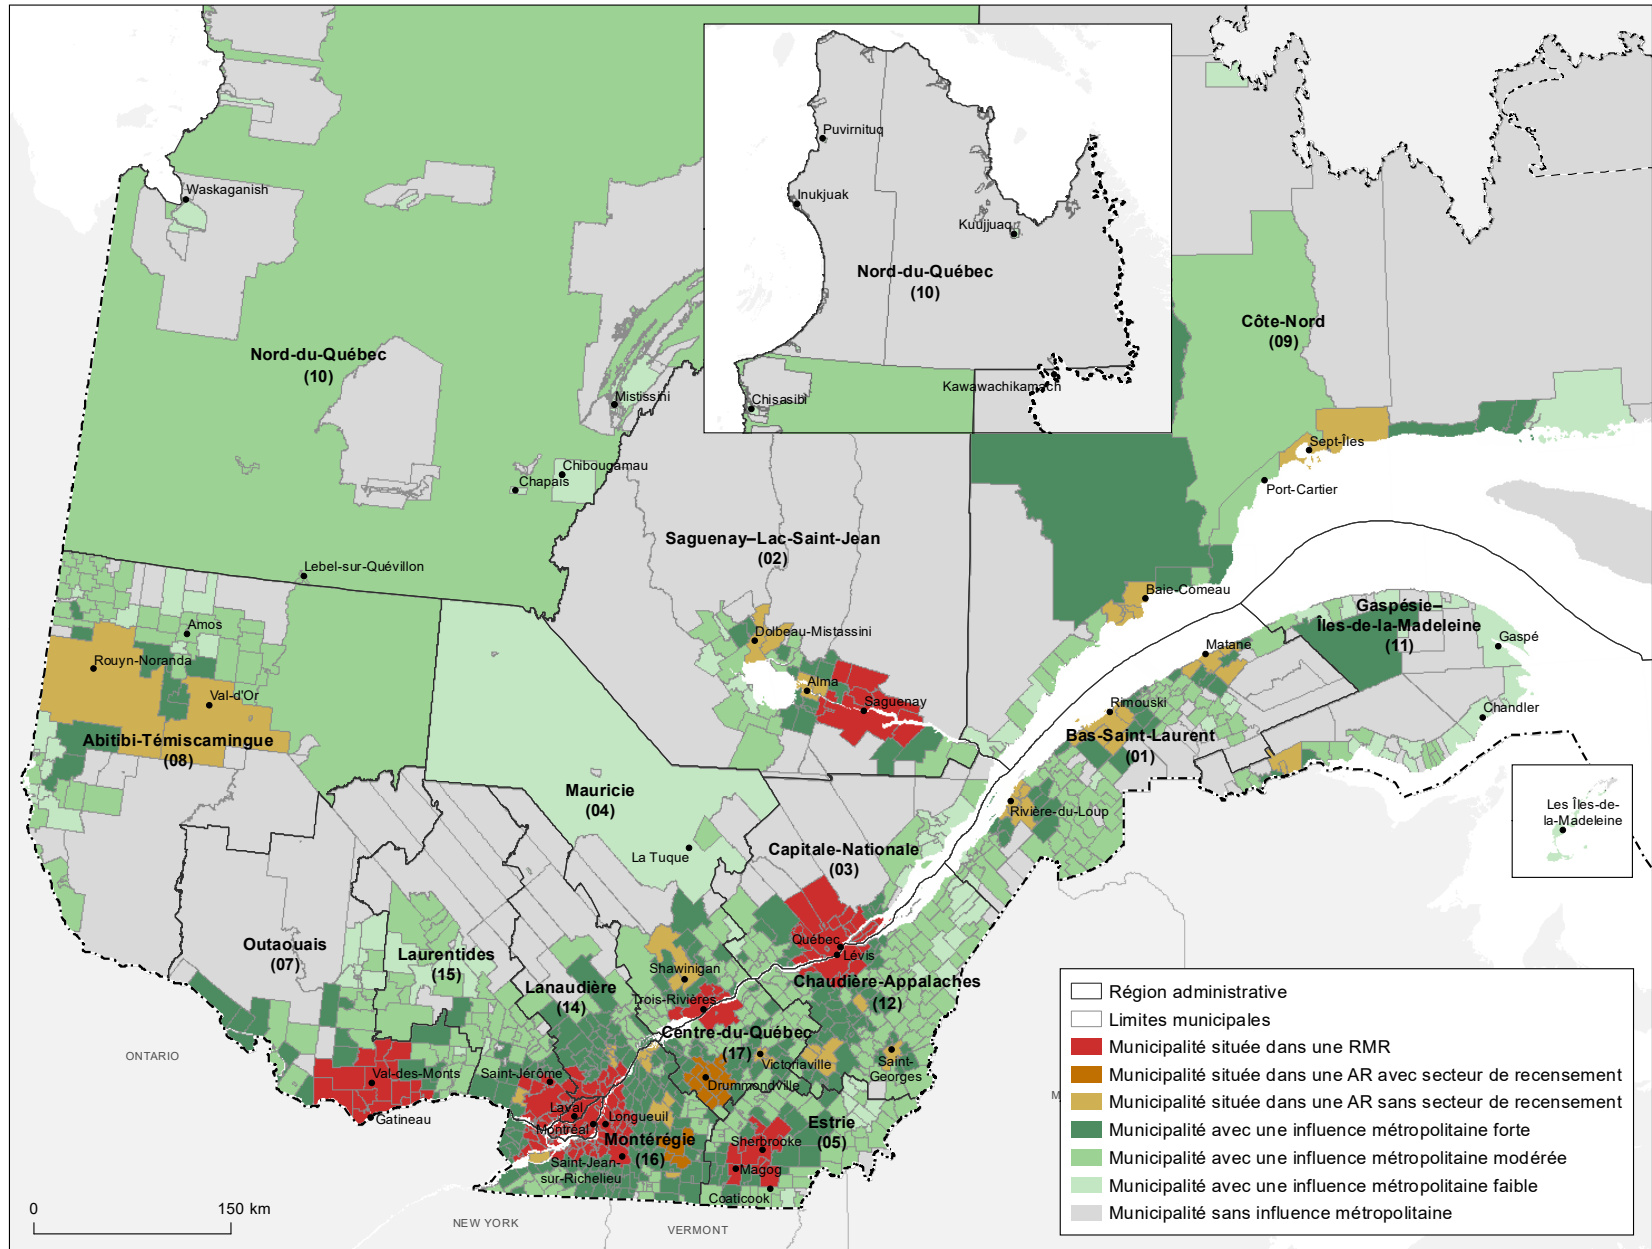 Puvirnituq
Waskaganish
Inukjuak
Kuujjuaq
Nord-du-Québec
(10)
Côte-Nord
(09)
Nord-du-Québec
(10)
Kawawachikamach
Mistissini
Chisasibi
Sept-Îles
Chibougamau
Chapais
Port-Cartier
Saguenay–Lac-Saint-Jean
(02)
Lebel-sur-Quévillon
Baie-Comeau
Gaspésie–
Îles-de-la-Madeleine
(11)
Amos
Dolbeau-Mistassini
Gaspé
Matane
Rouyn-Noranda
Alma
Val-d'Or
Saguenay
Rimouski
Chandler
Bas-Saint-Laurent
(01)
Abitibi-Témiscamingue
(08)
Mauricie
(04)
Rivière-du-Loup
Les Îles-de-
la-Madeleine
La Tuque
Capitale-Nationale
(03)
Outaouais
(07)
Laurentides
(15)
Québec
Lévis
Shawinigan
Lanaudière
(14)
Chaudière-Appalaches
(12)
Trois-Rivières
Centre-du-Québec
(17)
Victoriaville
Saint-
Georges
ONTARIO
Val-des-Monts
Saint-Jérôme
Drummondville
M
Gatineau
Laval
Longueuil
Montréal
Montérégie
(16)
Estrie
(05)
Sherbrooke
Saint-Jean-
sur-Richelieu
Magog
Coaticook
NEW YORK
VERMONT
0 150 km
Région administrative
Limites municipales
Municipalité située dans une RMR
Municipalité située dans une AR avec secteur de recensement
Municipalité située dans une AR sans secteur de recensement
Municipalité avec une influence métropolitaine forte
Municipalité avec une influence métropolitaine modérée
Municipalité avec une influence métropolitaine faible
Municipalité sans influence métropolitaine